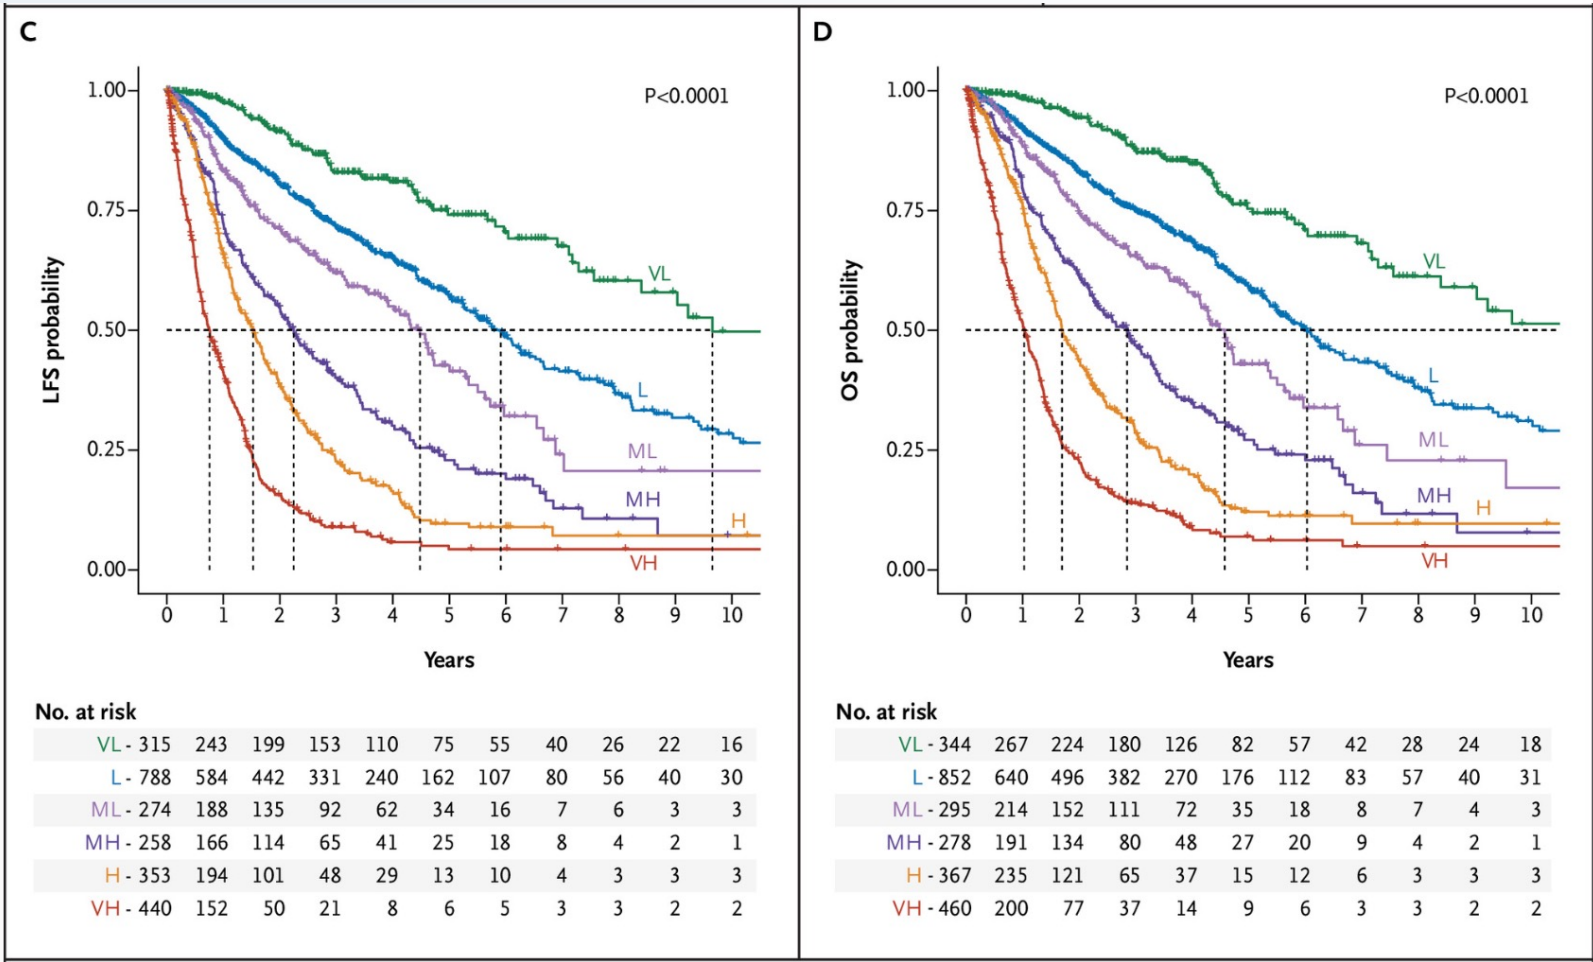 C
P<0.0001
1.00
0.75
0.50
0.25
0.00
LFS probability
VL
L
ML
MH
H
VH
0 1 2 3 4 5 6 7 8 9 10
Years
No. at risk
VL - 315 243 199 153 110 75 55 40 26 22 16
L - 788 584 442 331 240 162 107 80 56 40 30
ML - 274 188 135 92 62 34 16 7 6 3 3
MH - 258 166 114 65 41 25 18 8 4 2 1
H - 353 194 101 48 29 13 10 4 3 3 3
VH - 440 152 50 21 8 6 5 3 3 2 2
D
P<0.0001
1.00
0.75
0.50
0.25
0.00
OS probability
VL
L
ML
MH
H
VH
0 1 2 3 4 5 6 7 8 9 10
Years
No. at risk
VL - 344 267 224 180 126 82 57 42 28 24 18
L - 852 640 496 382 270 176 112 83 57 40 31
ML - 295 214 152 111 72 35 18 8 7 4 3
MH - 278 191 134 80 48 27 20 9 4 2 1
H - 367 235 121 65 37 15 12 6 3 3 3
VH - 460 200 77 37 14 9 6 3 3 2 2